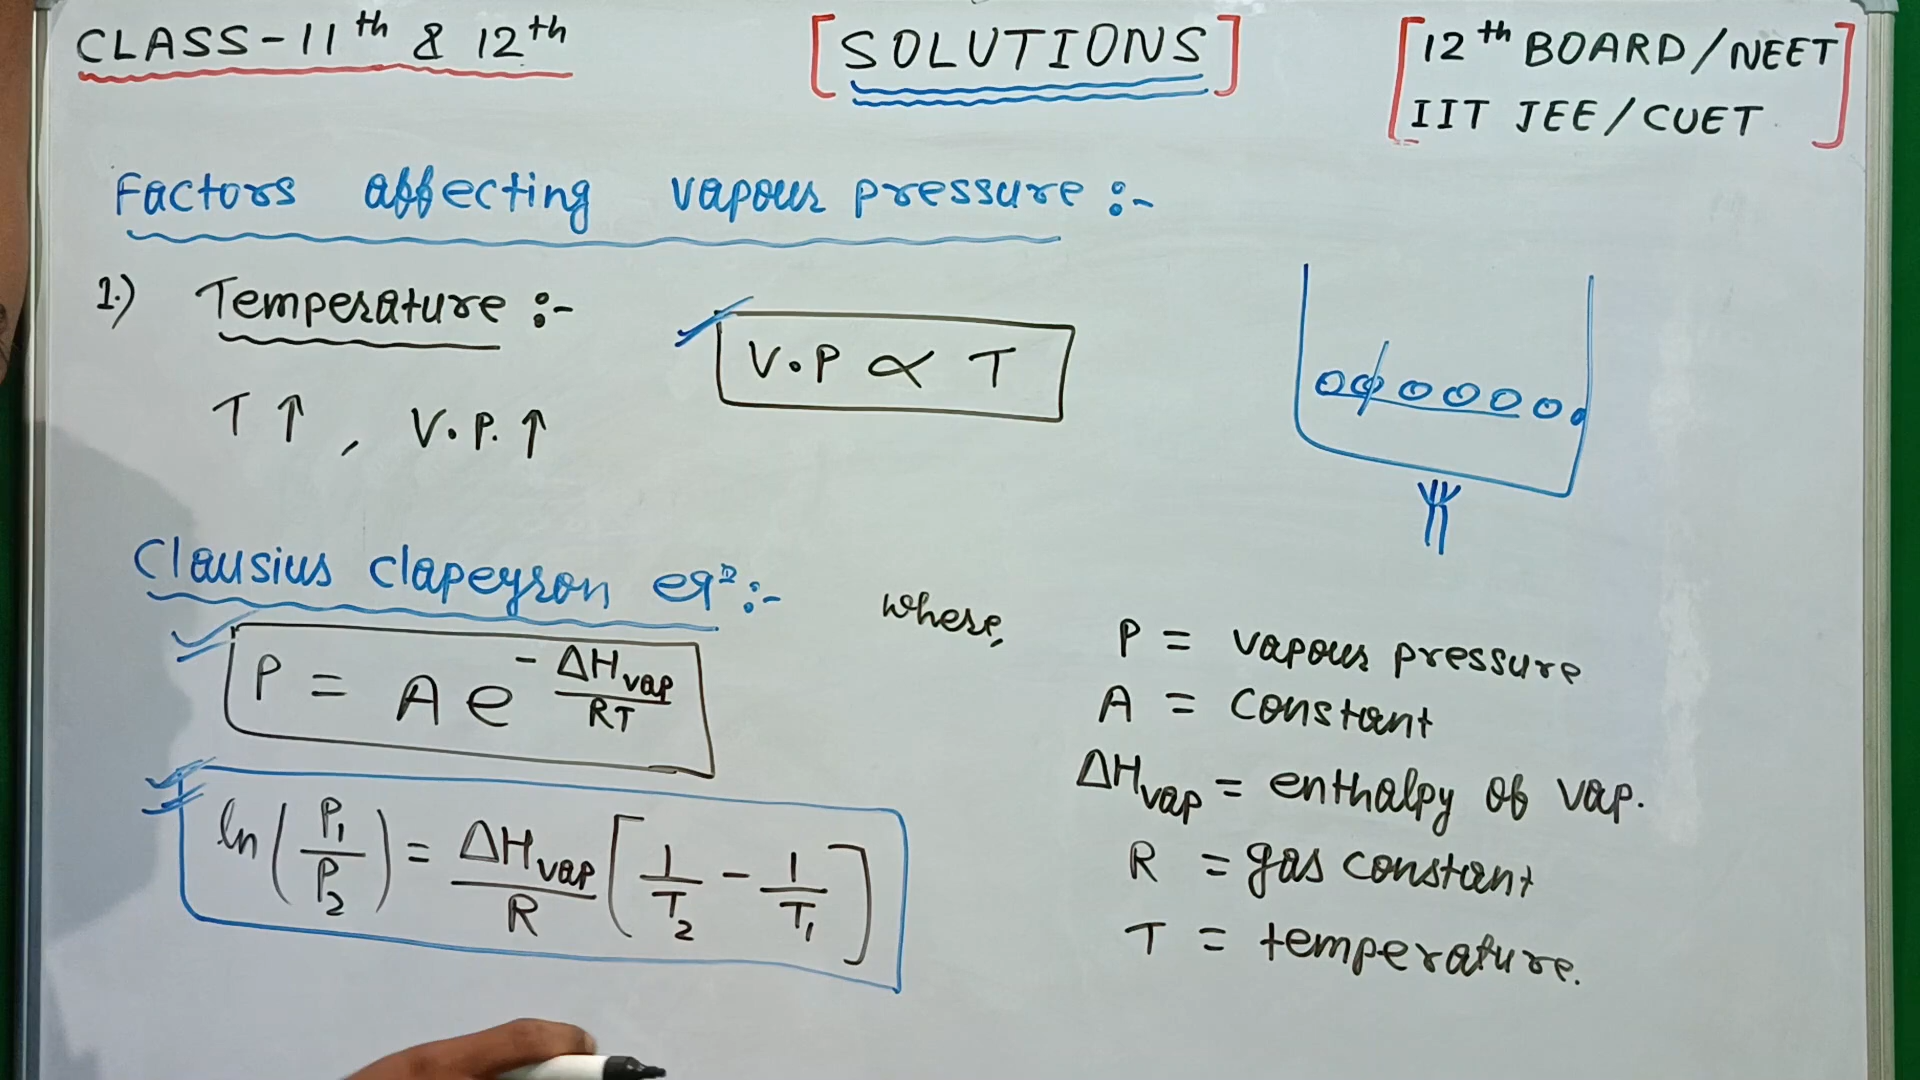 CLASS-11th & 12th
[SOLUTIONS]
[12th BOARD/NEET
IIT JEE/CUET]
Factors affecting vapour pressure :-
1.) Temperature :-
V.P ∝ T
T ↑ , V.P. ↑
Clausius clapeyron eqn :-
P = A e^(-ΔHvap/RT)
ln(P1/P2) = ΔHvap/R [1/T2 - 1/T1]
where,
P = vapour pressure
A = constant
ΔHvap = enthalpy of vap.
R = gas constant
T = temperature.